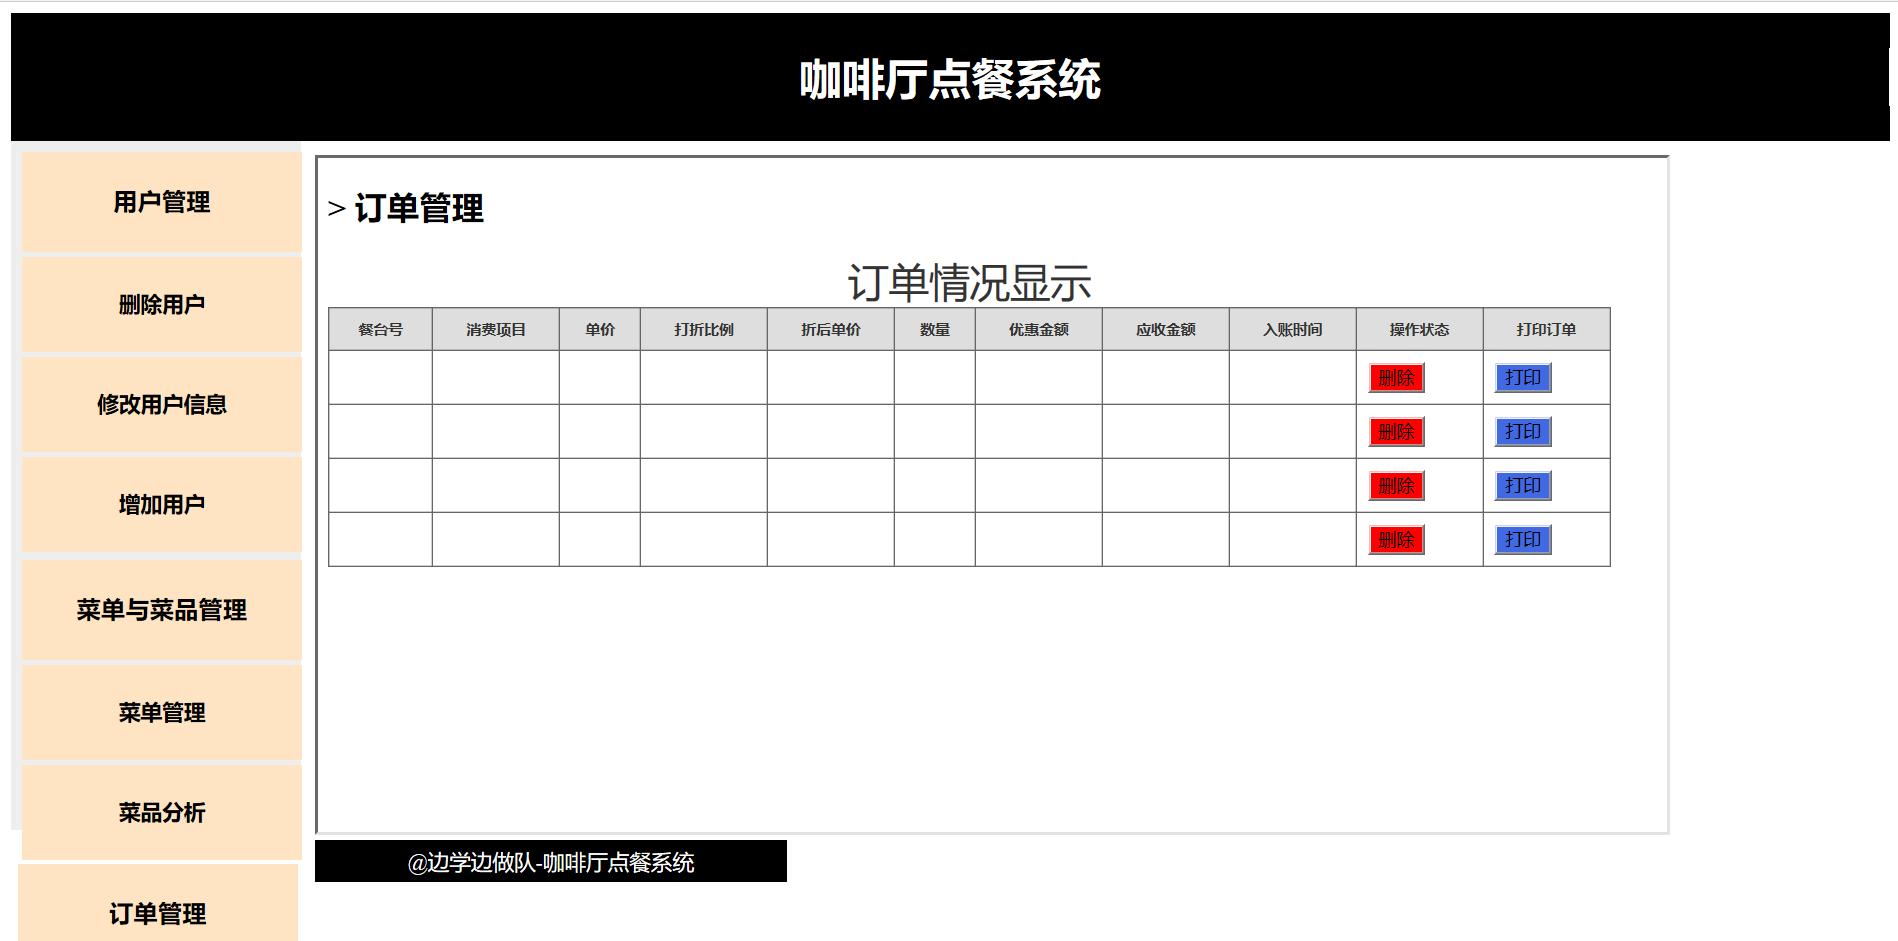 咖啡厅点餐系统
用户管理
删除用户
修改用户信息
增加用户
菜单与菜品管理
菜单管理
菜品分析
订单管理
> 订单管理
订单情况显示
餐台号 消费项目 单价 打折比例 折后单价 数量 优惠金额 应收金额 入账时间 操作状态 打印订单
删除 打印
删除 打印
删除 打印
删除 打印
@边学边做队-咖啡厅点餐系统